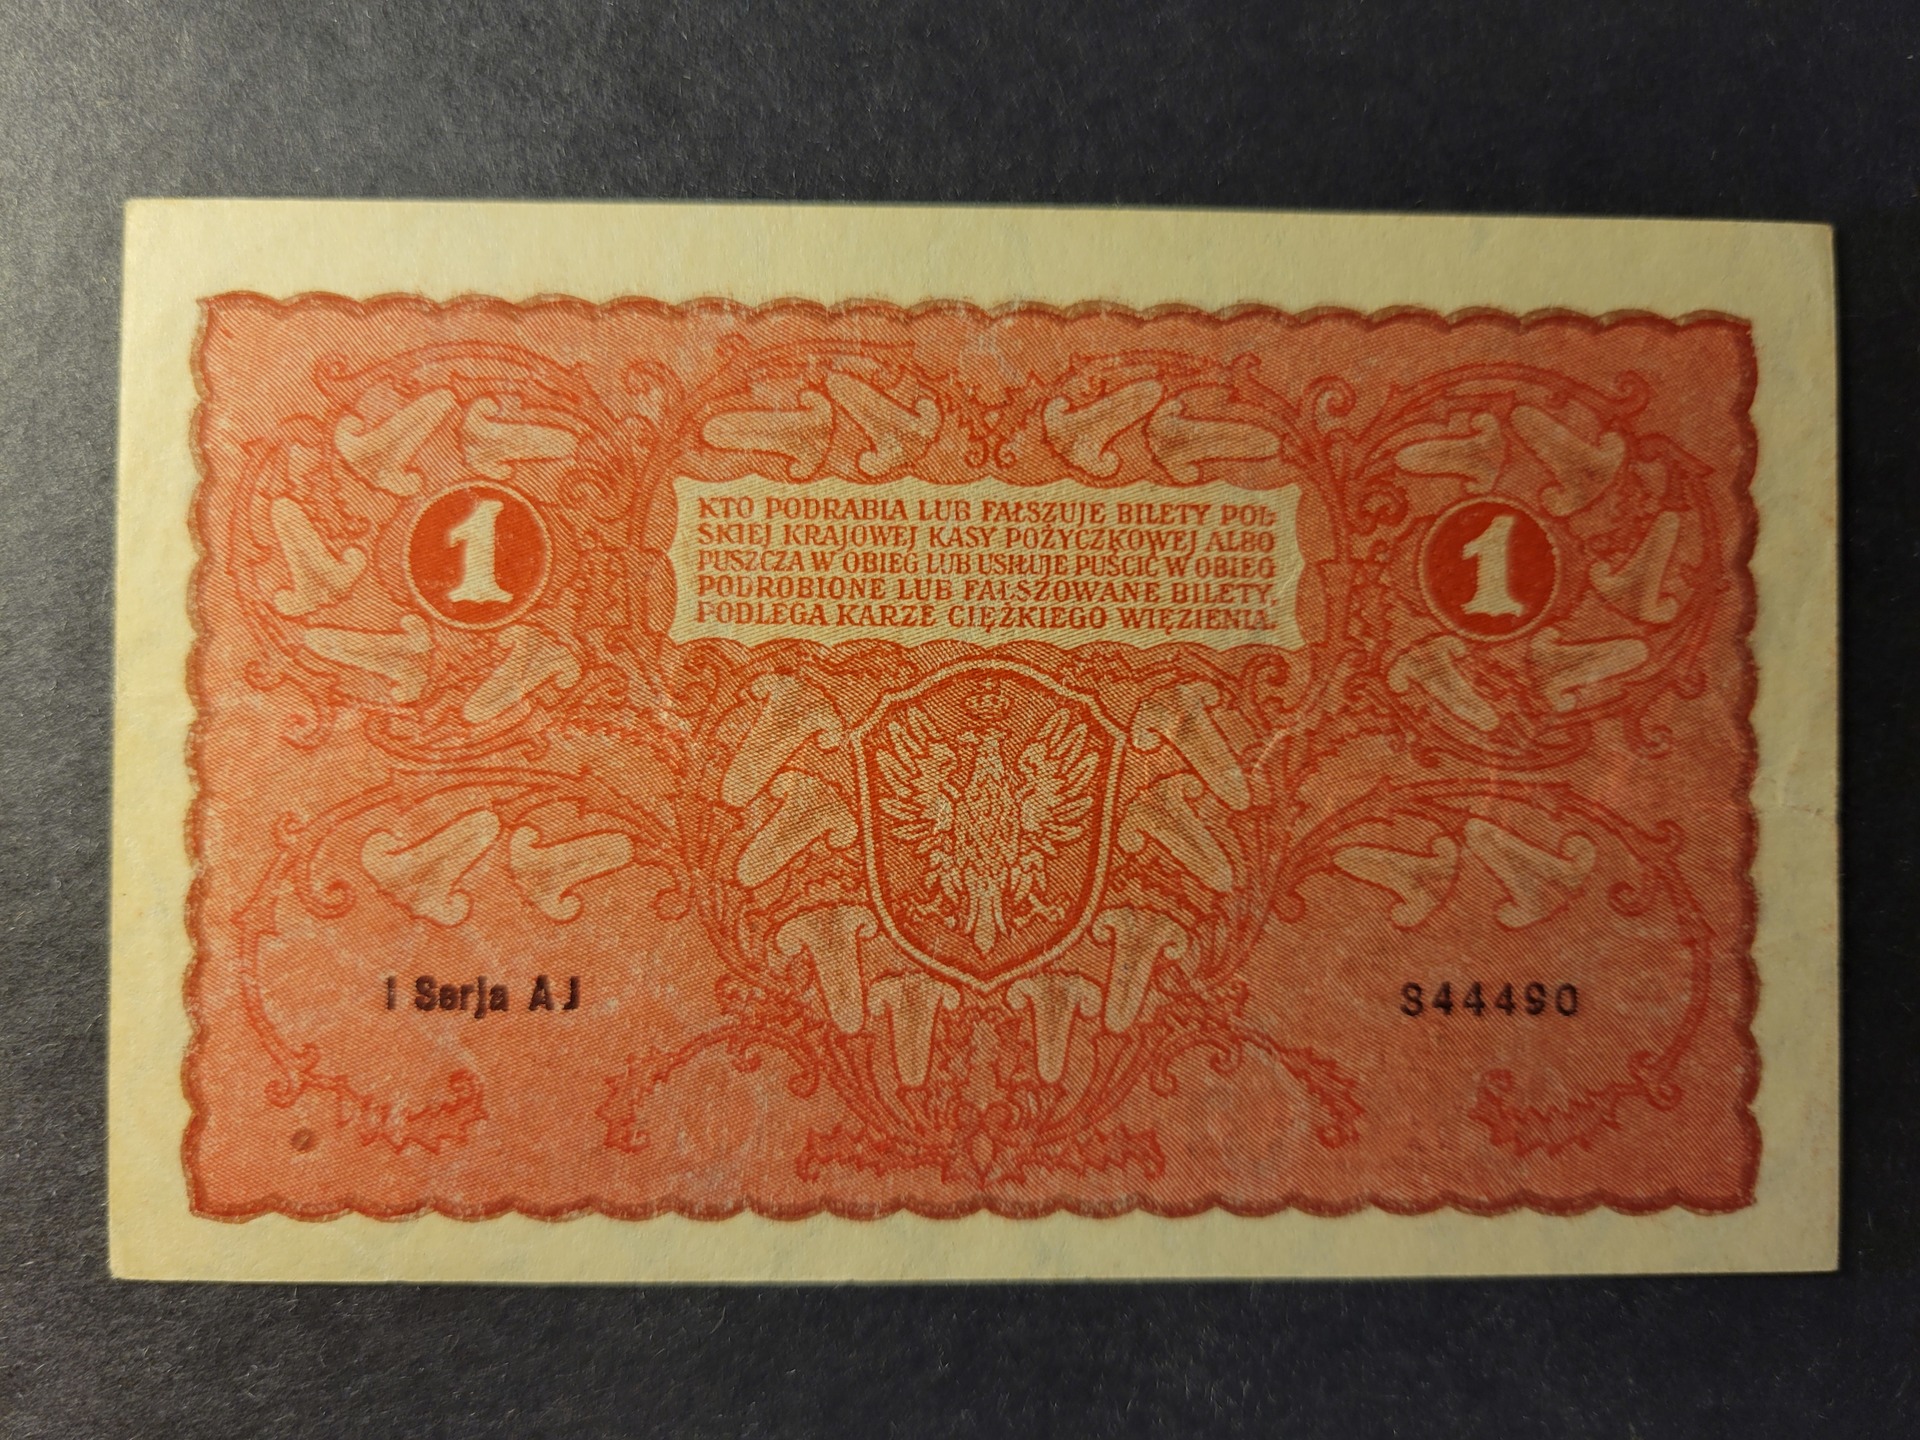 1
1
KTO PODRABIA LUB FAŁSZUJE BILETY POL-
SKIEJ KRAJOWEJ KASY POŻYCZKOWEJ ALBO
PUSZCZA W OBIEG LUB USIŁUJE PUŚCIĆ W OBIEG
PODROBIONE LUB FAŁSZOWANE BILETY,
PODLEGA KARZE CIĘŻKIEGO WIĘZIENIA.
I Serja A J
844490